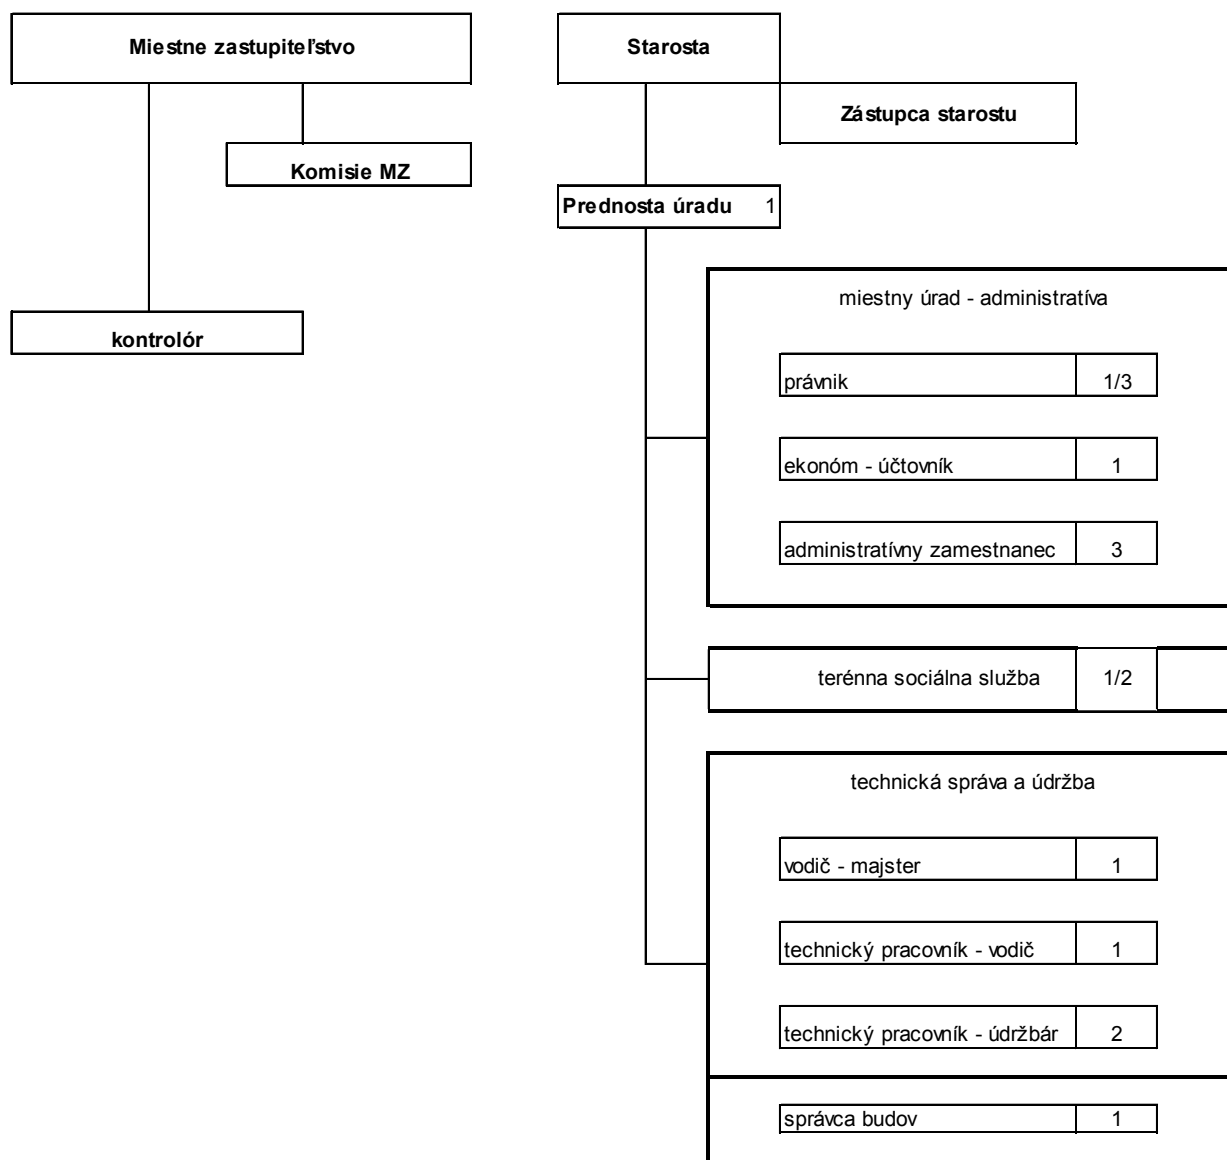 Miestne zastupiteľstvo
Starosta
Zástupca starostu
Komisie MZ
Prednosta úradu 1
kontrolór
miestny úrad - administratíva
právnik 1/3
ekonóm - účtovník 1
administratívny zamestnanec 3
terénna sociálna služba 1/2
technická správa a údržba
vodič - majster 1
technický pracovník - vodič 1
technický pracovník - údržbár 2
správca budov 1